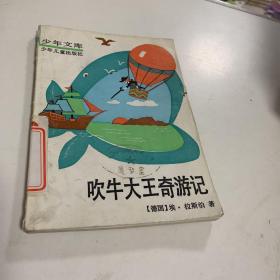 少年文库
少年儿童出版社
吹牛大王奇游记
【德国】埃·拉斯伯 著